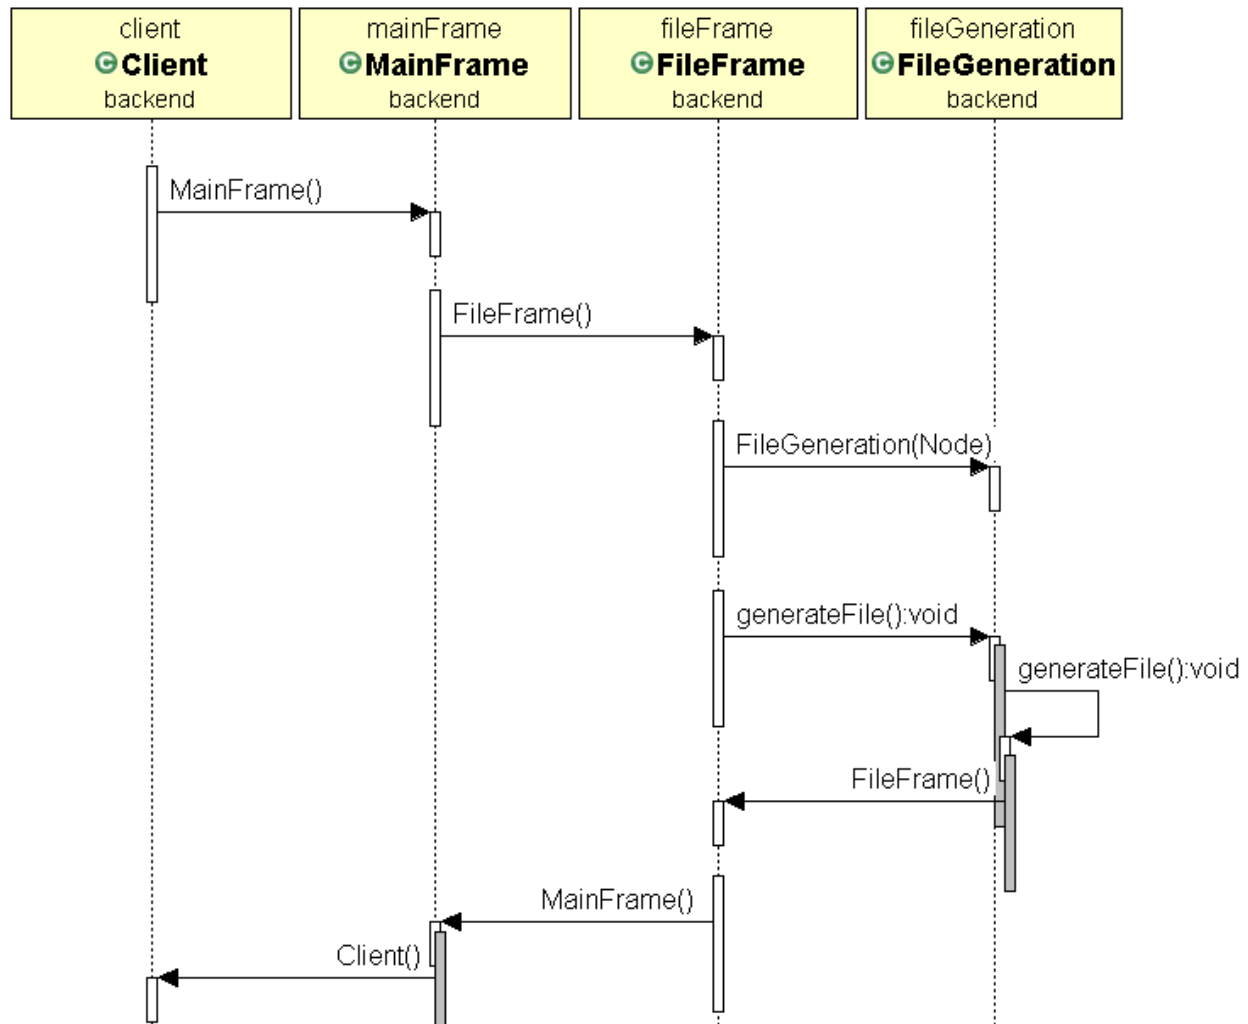 client
Client
backend
mainFrame
MainFrame
backend
fileFrame
FileFrame
backend
fileGeneration
FileGeneration
backend
MainFrame()
FileFrame()
FileGeneration(Node)
generateFile():void
generateFile():void
FileFrame()
MainFrame()
Client()